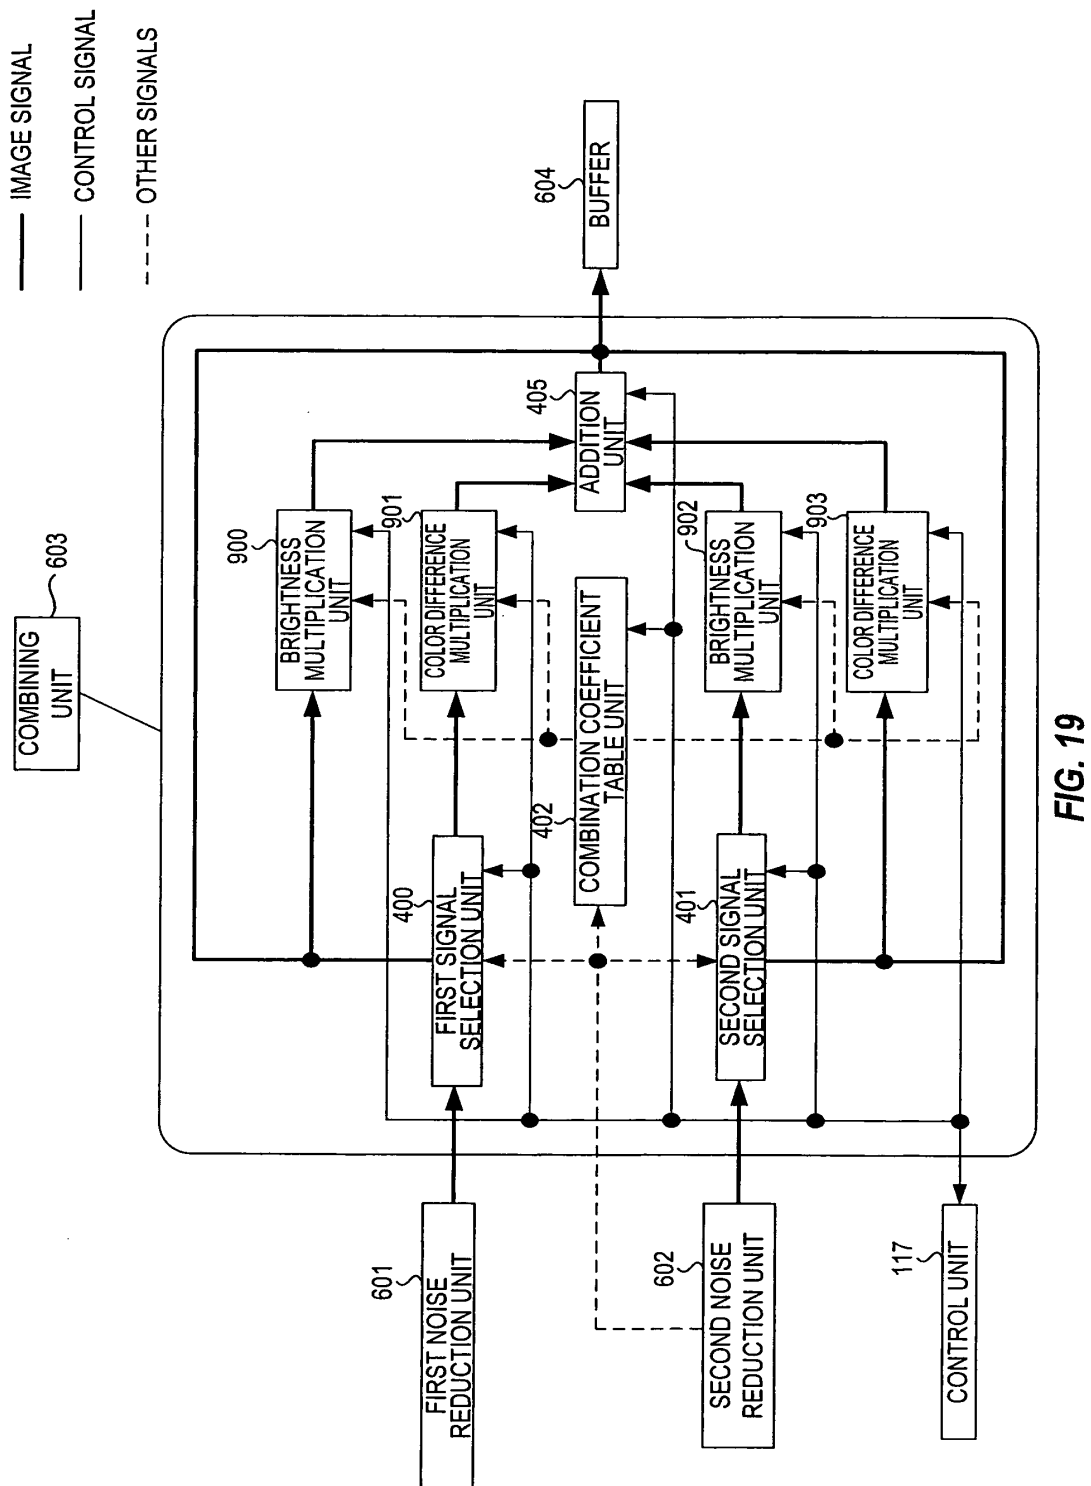 IMAGE SIGNAL
CONTROL SIGNAL
OTHER SIGNALS
COMBINING
UNIT
603
900
BRIGHTNESS
MULTIPLICATION
UNIT
601
FIRST NOISE
REDUCTION UNIT
400
FIRST SIGNAL
SELECTION UNIT
901
COLOR DIFFERENCE
MULTIPLICATION
UNIT
402
COMBINATION COEFFICIENT
TABLE UNIT
405
ADDITION
UNIT
604
BUFFER
602
SECOND NOISE
REDUCTION UNIT
401
SECOND SIGNAL
SELECTION UNIT
902
BRIGHTNESS
MULTIPLICATION
UNIT
903
COLOR DIFFERENCE
MULTIPLICATION
UNIT
117
CONTROL UNIT
FIG. 19